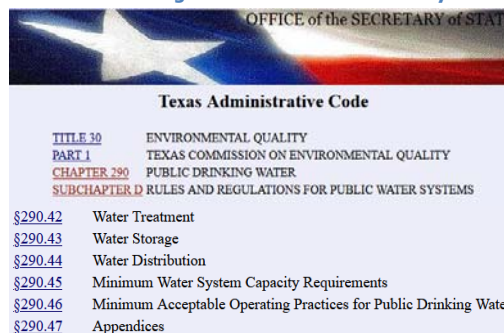 OFFICE of the SECRETARY of STAT
Texas Administrative Code
TITLE 30 ENVIRONMENTAL QUALITY
PART 1 TEXAS COMMISSION ON ENVIRONMENTAL QUALITY
CHAPTER 290 PUBLIC DRINKING WATER
SUBCHAPTER D RULES AND REGULATIONS FOR PUBLIC WATER SYSTEMS
§290.42 Water Treatment
§290.43 Water Storage
§290.44 Water Distribution
§290.45 Minimum Water System Capacity Requirements
§290.46 Minimum Acceptable Operating Practices for Public Drinking Wate
§290.47 Appendices